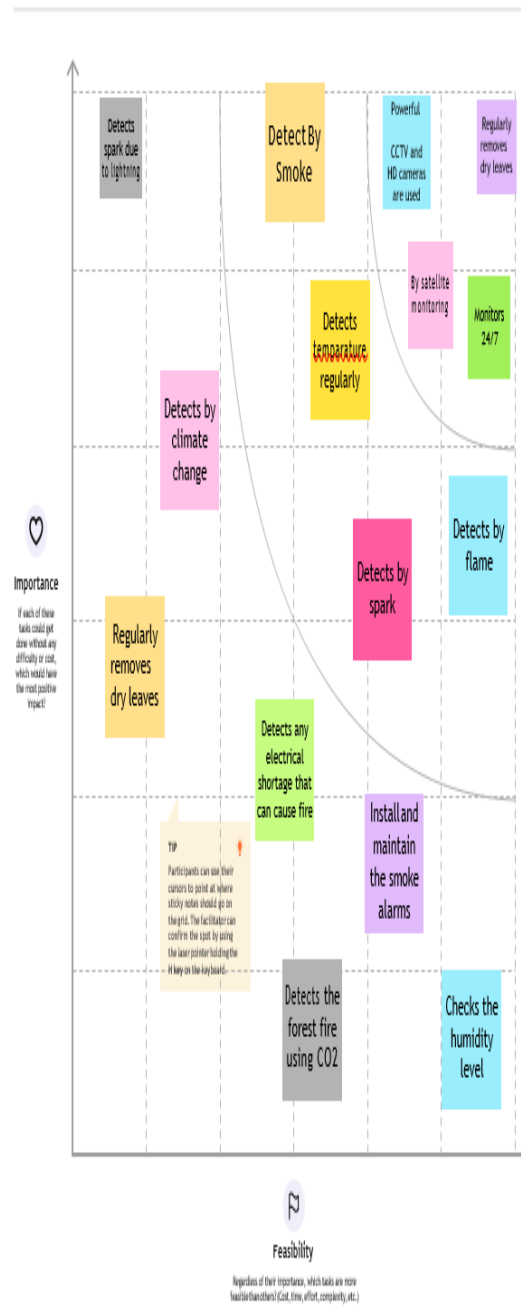 Detects
spark due
to lightning
Detect By
Smoke
Powerful
CCTV and
HD cameras
are used
Regularly
removes
dry leaves
By satellite
monitoring
Monitors
24/7
Detects
temparature
regularly
Detects by
climate
change
Detects by
flame
Detects by
spark
Importance
If each of these
tasks could get
done without any
difficulty or cost,
which would have
the most positive
impact?
Regularly
removes
dry leaves
Detects any
electrical
shortage that
can cause fire
Install and
maintain
the smoke
alarms
TIP
Participants can use their
cursors to point at where
sticky notes should go on
the grid. The facilitator can
confirm the spot by using
the laser pointer holding the
H key on the keyboard.
Detects the
forest fire
using CO2
Checks the
humidity
level
Feasibility
Regardless of their importance, which tasks are more
feasible than others? (Cost, time, effort, complexity, etc.)